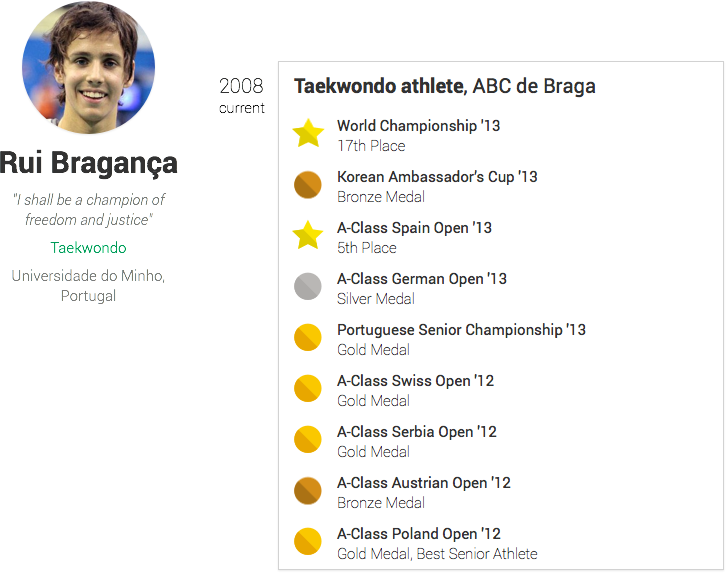 Rui Bragança
"I shall be a champion of
freedom and justice"
Taekwondo
Universidade do Minho,
Portugal
2008
current
Taekwondo athlete, ABC de Braga
World Championship '13
17th Place
Korean Ambassador's Cup '13
Bronze Medal
A-Class Spain Open '13
5th Place
A-Class German Open '13
Silver Medal
Portuguese Senior Championship '13
Gold Medal
A-Class Swiss Open '12
Gold Medal
A-Class Serbia Open '12
Gold Medal
A-Class Austrian Open '12
Bronze Medal
A-Class Poland Open '12
Gold Medal, Best Senior Athlete